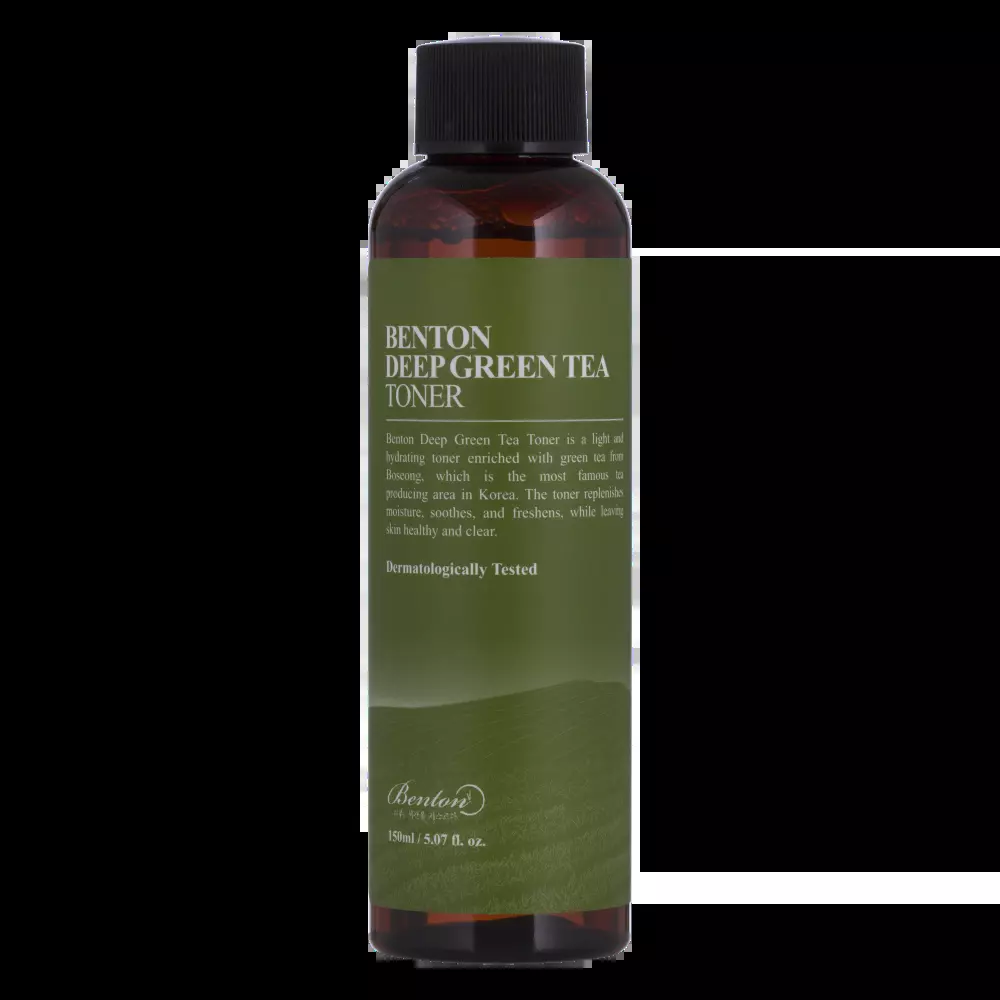 BENTON
DEEP GREEN TEA
TONER
Benton Deep Green Tea Toner is a light and
hydrating toner enriched with green tea from
Boseong, which is the most famous tea
producing area in Korea. The toner replenishes
moisture, soothes, and freshens, while leaving
skin healthy and clear.
Dermatologically Tested
Benton
150ml / 5.07 fl. oz.